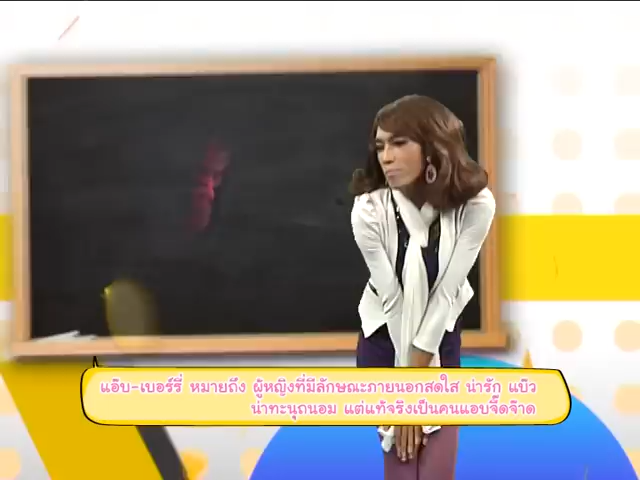 แอ๊บ-เบอร์รี่ หมายถึง ผู้หญิงที่มีลักษณะภายนอกสดใส น่ารัก แบ๊ว
น่าทะนุถนอม แต่แท้จริงเป็นคนแอบจี๊ดจ๊าด